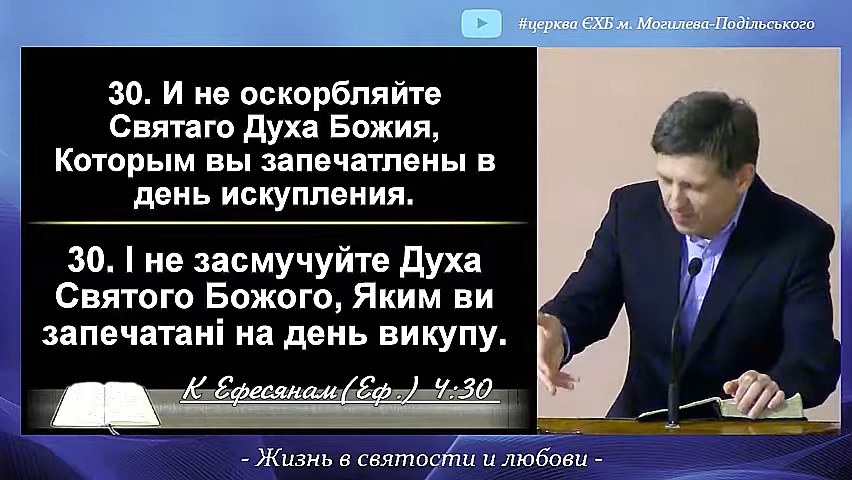 #церква ЄХБ м. Могилева-Подільського
30. И не оскорбляйте
Святаго Духа Божия,
Которым вы запечатлены в
день искупления.
30. І не засмучуйте Духа
Святого Божого, Яким ви
запечатані на день викупу.
К Ефесянам(Еф.) 4:30
- Жизнь в святости и любови -